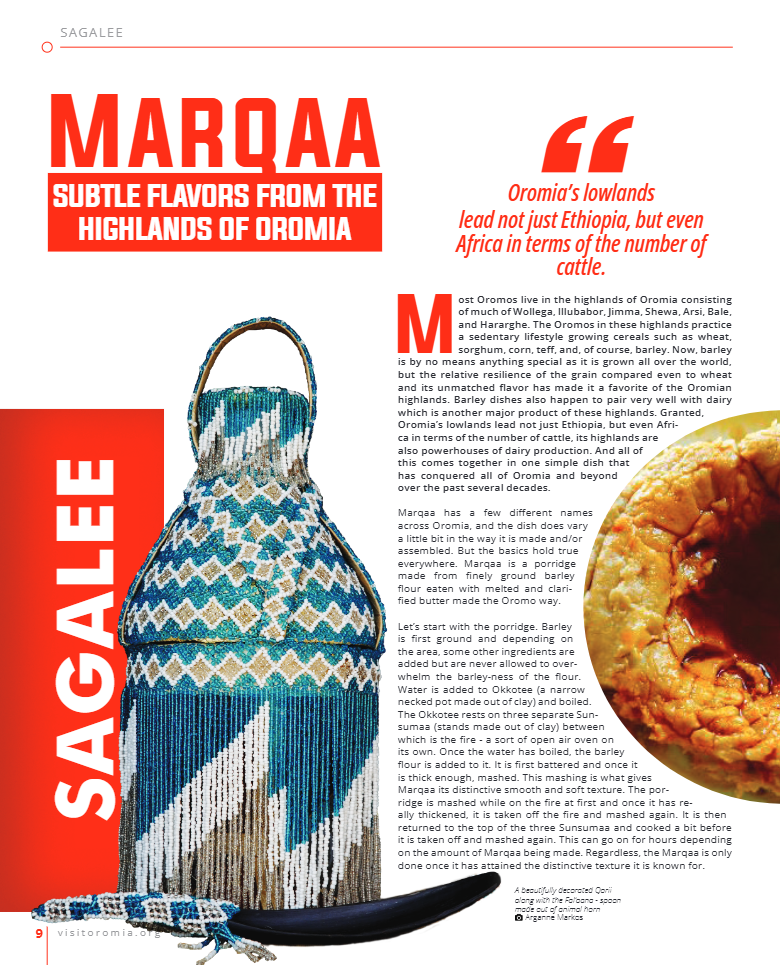 SAGALEE
MARQAA
SUBTLE FLAVORS FROM THE
HIGHLANDS OF OROMIA
Oromia's lowlands
lead not just Ethiopia, but even
Africa in terms of the number of
cattle.
Most Oromos live in the highlands of Oromia consisting
of much of Wollega, Illubabor, Jimma, Shewa, Arsi, Bale,
and Hararghe. The Oromos in these highlands practice
a sedentary lifestyle growing cereals such as wheat,
sorghum, corn, teff, and, of course, barley. Now, barley
is by no means anything special as it is grown all over the world,
but the relative resilience of the grain compared even to wheat
and its unmatched flavor has made it a favorite of the Oromian
highlands. Barley dishes also happen to pair very well with dairy
which is another major product of these highlands. Granted,
Oromia's lowlands lead not just Ethiopia, but even Afri-
ca in terms of the number of cattle, its highlands are
also powerhouses of dairy production. And all of
this comes together in one simple dish that
has conquered all of Oromia and beyond
over the past several decades.
Marqaa has a few different names
across Oromia, and the dish does vary
a little bit in the way it is made and/or
assembled. But the basics hold true
everywhere. Marqaa is a porridge
made from finely ground barley
flour eaten with melted and clari-
fied butter made the Oromo way.
Let's start with the porridge. Barley
is first ground and depending on
the area, some other ingredients are
added but are never allowed to over-
whelm the barley-ness of the flour.
Water is added to Okkotee (a narrow
necked pot made out of clay) and boiled.
The Okkotee rests on three separate Sun-
sumaa (stands made out of clay) between
which is the fire - a sort of open air oven on
its own. Once the water has boiled, the barley
flour is added to it. It is first battered and once it
is thick enough, mashed. This mashing is what gives
Marqaa its distinctive smooth and soft texture. The por-
ridge is mashed while on the fire at first and once it has re-
ally thickened, it is taken off the fire and mashed again. It is then
returned to the top of the three Sunsumaa and cooked a bit before
it is taken off and mashed again. This can go on for hours depending
on the amount of Marqaa being made. Regardless, the Marqaa is only
done once it has attained the distinctive texture it is known for.
SAGALEE
A beautifully decorated Qorii
along with the Fal'aana - spoon
made out of animal horn
Arganne Markos
9
visitoromia.org